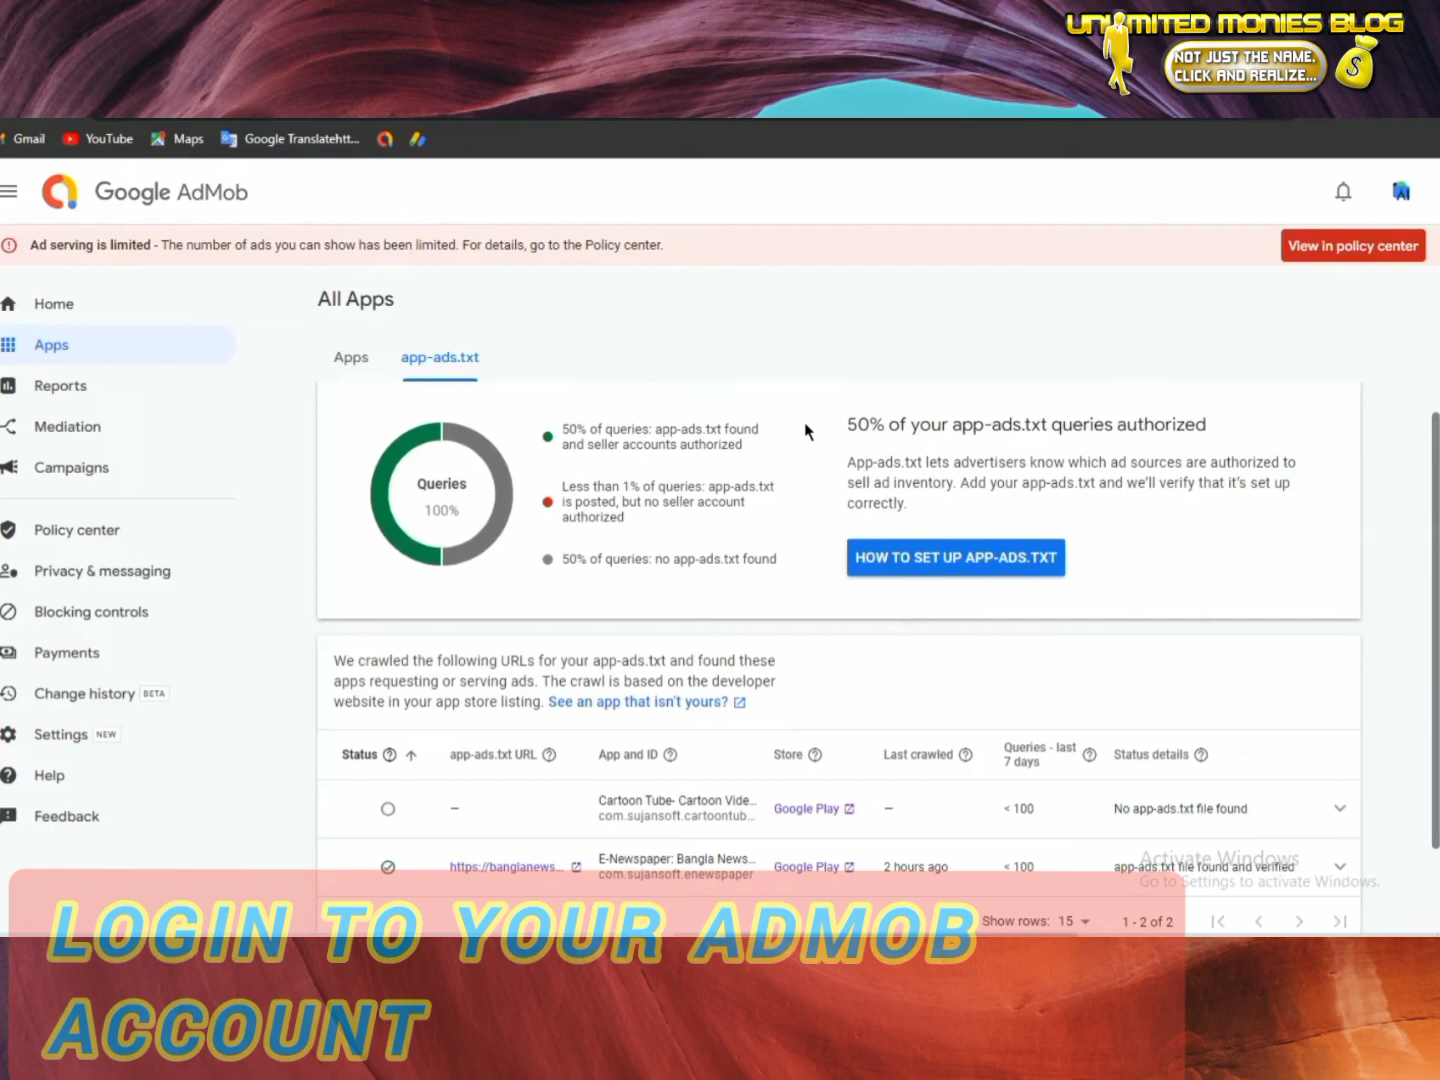 UNLIMITED MONIES BLOG
NOT JUST THE NAME,
CLICK AND REALIZE...
Gmail YouTube Maps Google Translatehtt...
Google AdMob
Ad serving is limited - The number of ads you can show has been limited. For details, go to the Policy center.
View in policy center
Home
Apps
Reports
Mediation
Campaigns
Policy center
Privacy & messaging
Blocking controls
Payments
Change history BETA
Settings NEW
Help
Feedback
All Apps
Apps app-ads.txt
Queries
100%
50% of queries: app-ads.txt found
and seller accounts authorized
Less than 1% of queries: app-ads.txt
is posted, but no seller account
authorized
50% of queries: no app-ads.txt found
50% of your app-ads.txt queries authorized
App-ads.txt lets advertisers know which ad sources are authorized to
sell ad inventory. Add your app-ads.txt and we'll verify that it's set up
correctly.
HOW TO SET UP APP-ADS.TXT
We crawled the following URLs for your app-ads.txt and found these
apps requesting or serving ads. The crawl is based on the developer
website in your app store listing. See an app that isn't yours?
Status app-ads.txt URL App and ID Store Last crawled Queries - last
7 days Status details
– Cartoon Tube- Cartoon Vide... Google Play – < 100 No app-ads.txt file found
com.sujansoft.cartoontub...
https://banglanews... E-Newspaper: Bangla News... Google Play 2 hours ago < 100 app-ads.txt file found and verified
com.sujansoft.enewspaper
Activate Windows
Go to Settings to activate Windows.
Show rows: 15 1 - 2 of 2
LOGIN TO YOUR ADMOB
ACCOUNT